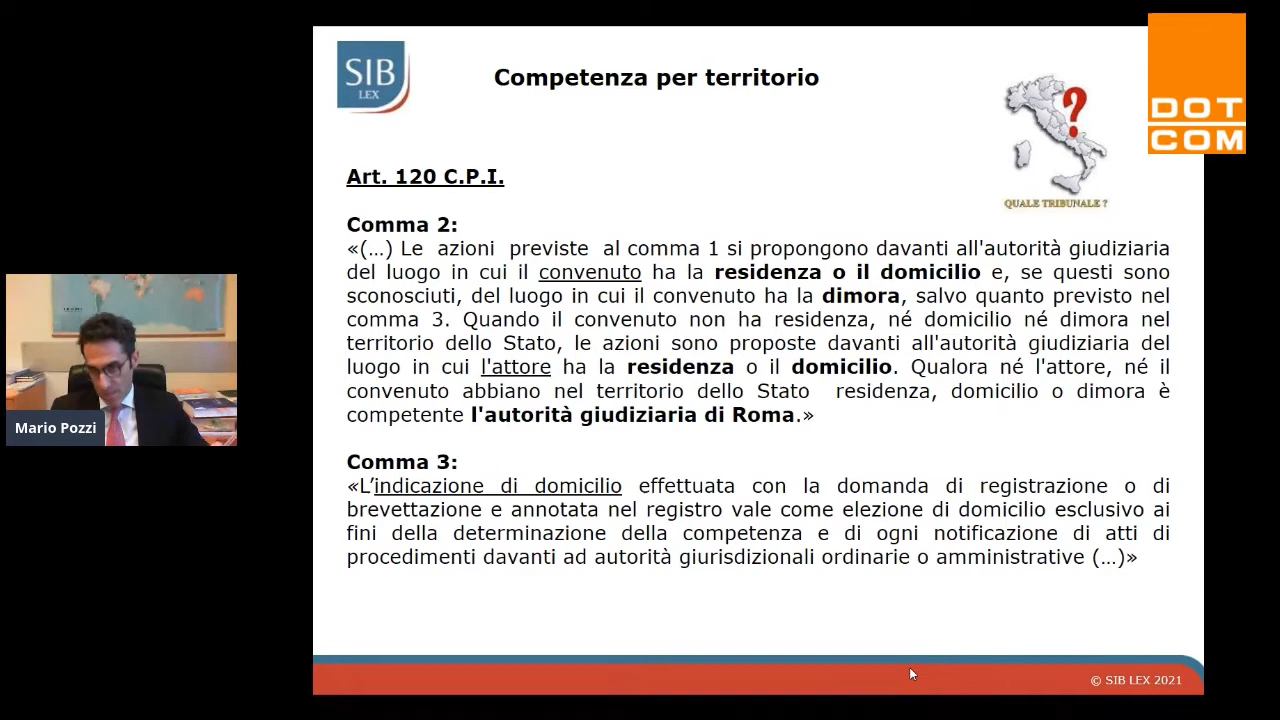 SIB
LEX
Competenza per territorio
DOT
COM
QUALE TRIBUNALE ?
Art. 120 C.P.I.
Comma 2:
«(…) Le azioni previste al comma 1 si propongono davanti all'autorità giudiziaria
del luogo in cui il convenuto ha la residenza o il domicilio e, se questi sono
sconosciuti, del luogo in cui il convenuto ha la dimora, salvo quanto previsto nel
comma 3. Quando il convenuto non ha residenza, né domicilio né dimora nel
territorio dello Stato, le azioni sono proposte davanti all'autorità giudiziaria del
luogo in cui l'attore ha la residenza o il domicilio. Qualora né l'attore, né il
convenuto abbiano nel territorio dello Stato residenza, domicilio o dimora è
competente l'autorità giudiziaria di Roma.»
Comma 3:
«L’indicazione di domicilio effettuata con la domanda di registrazione o di
brevettazione e annotata nel registro vale come elezione di domicilio esclusivo ai
fini della determinazione della competenza e di ogni notificazione di atti di
procedimenti davanti ad autorità giurisdizionali ordinarie o amministrative (…)»
Mario Pozzi
© SIB LEX 2021